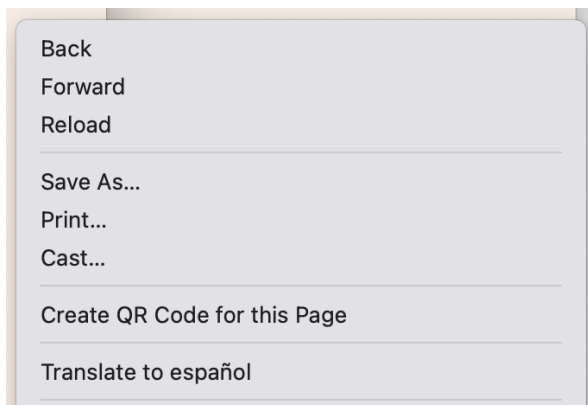 Back
Forward
Reload
Save As...
Print...
Cast...
Create QR Code for this Page
Translate to español